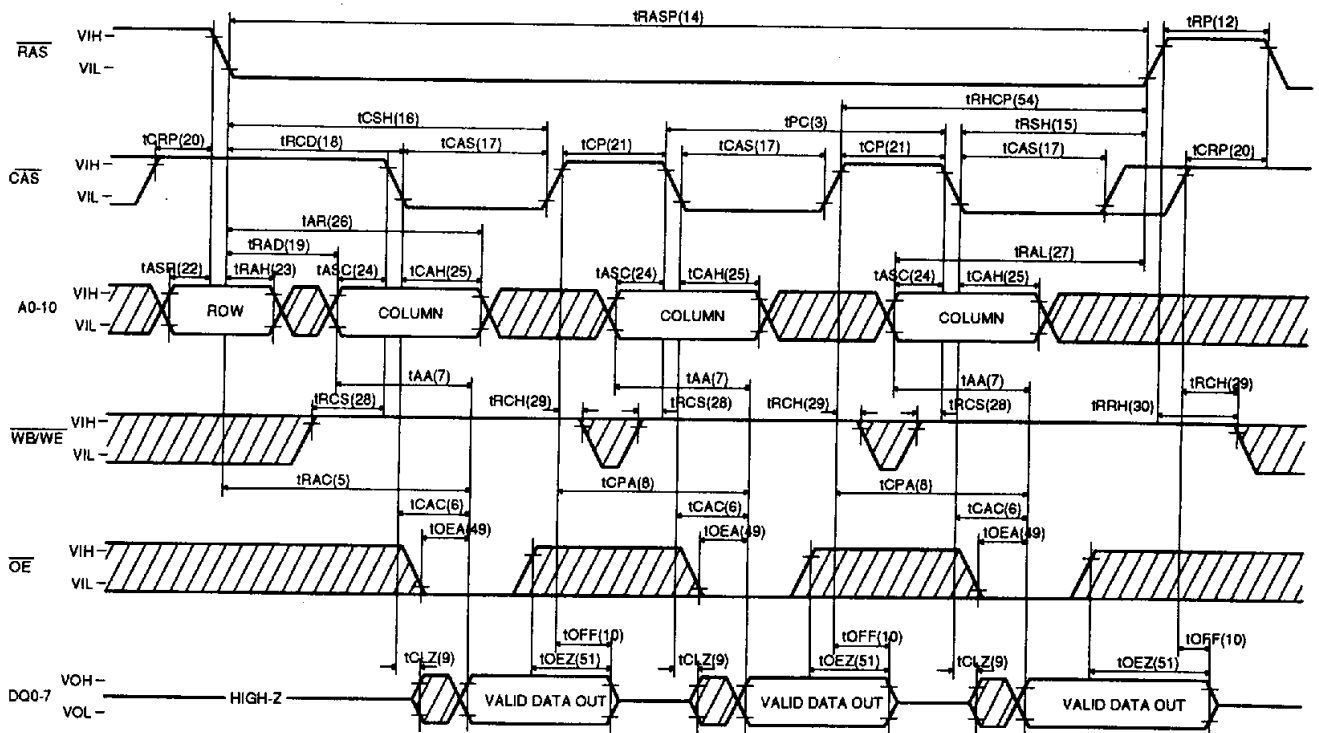 tRASP(14) tRP(12)
RAS VIH VIL
tRHCP(54)
tCSH(16) tPC(3) tRSH(15)
tCRP(20) tRCD(18) tCAS(17) tCP(21) tCAS(17) tCP(21) tCAS(17) tCRP(20)
CAS VIH VIL
tAR(26)
tRAD(19) tRAL(27)
tASR(22) tRAH(23) tASC(24) tCAH(25) tASC(24) tCAH(25) tASC(24) tCAH(25)
A0-10 VIH VIL
ROW COLUMN COLUMN COLUMN
tAA(7) tAA(7) tAA(7)
tRCS(28) tRCH(29) tRCS(28) tRCH(29) tRCS(28) tRRH(30) tRCH(29)
WB/WE VIH VIL
tRAC(5) tCPA(8) tCPA(8)
tCAC(6) tCAC(6) tCAC(6)
tOEA(49) tOEA(49) tOEA(49)
OE VIH VIL
tOFF(10) tOFF(10) tOFF(10)
tCLZ(9) tOEZ(51) tCLZ(9) tOEZ(51) tCLZ(9) tOEZ(51)
DQ0-7 VOH VOL
HIGH-Z VALID DATA OUT VALID DATA OUT VALID DATA OUT